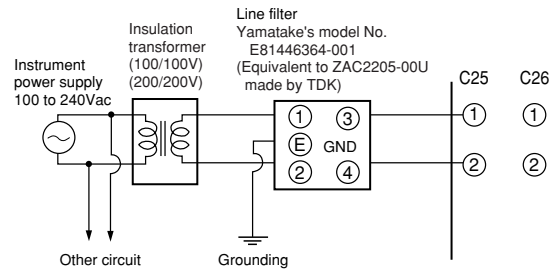 Line filter
Insulation
transformer
(100/100V)
(200/200V)
Yamatake's model No.
E81446364-001
(Equivalent to ZAC2205-00U
made by TDK)
Instrument
power supply
100 to 240Vac
C25
C26
1
3
1
1
E
GND
2
4
2
2
Other circuit
Grounding